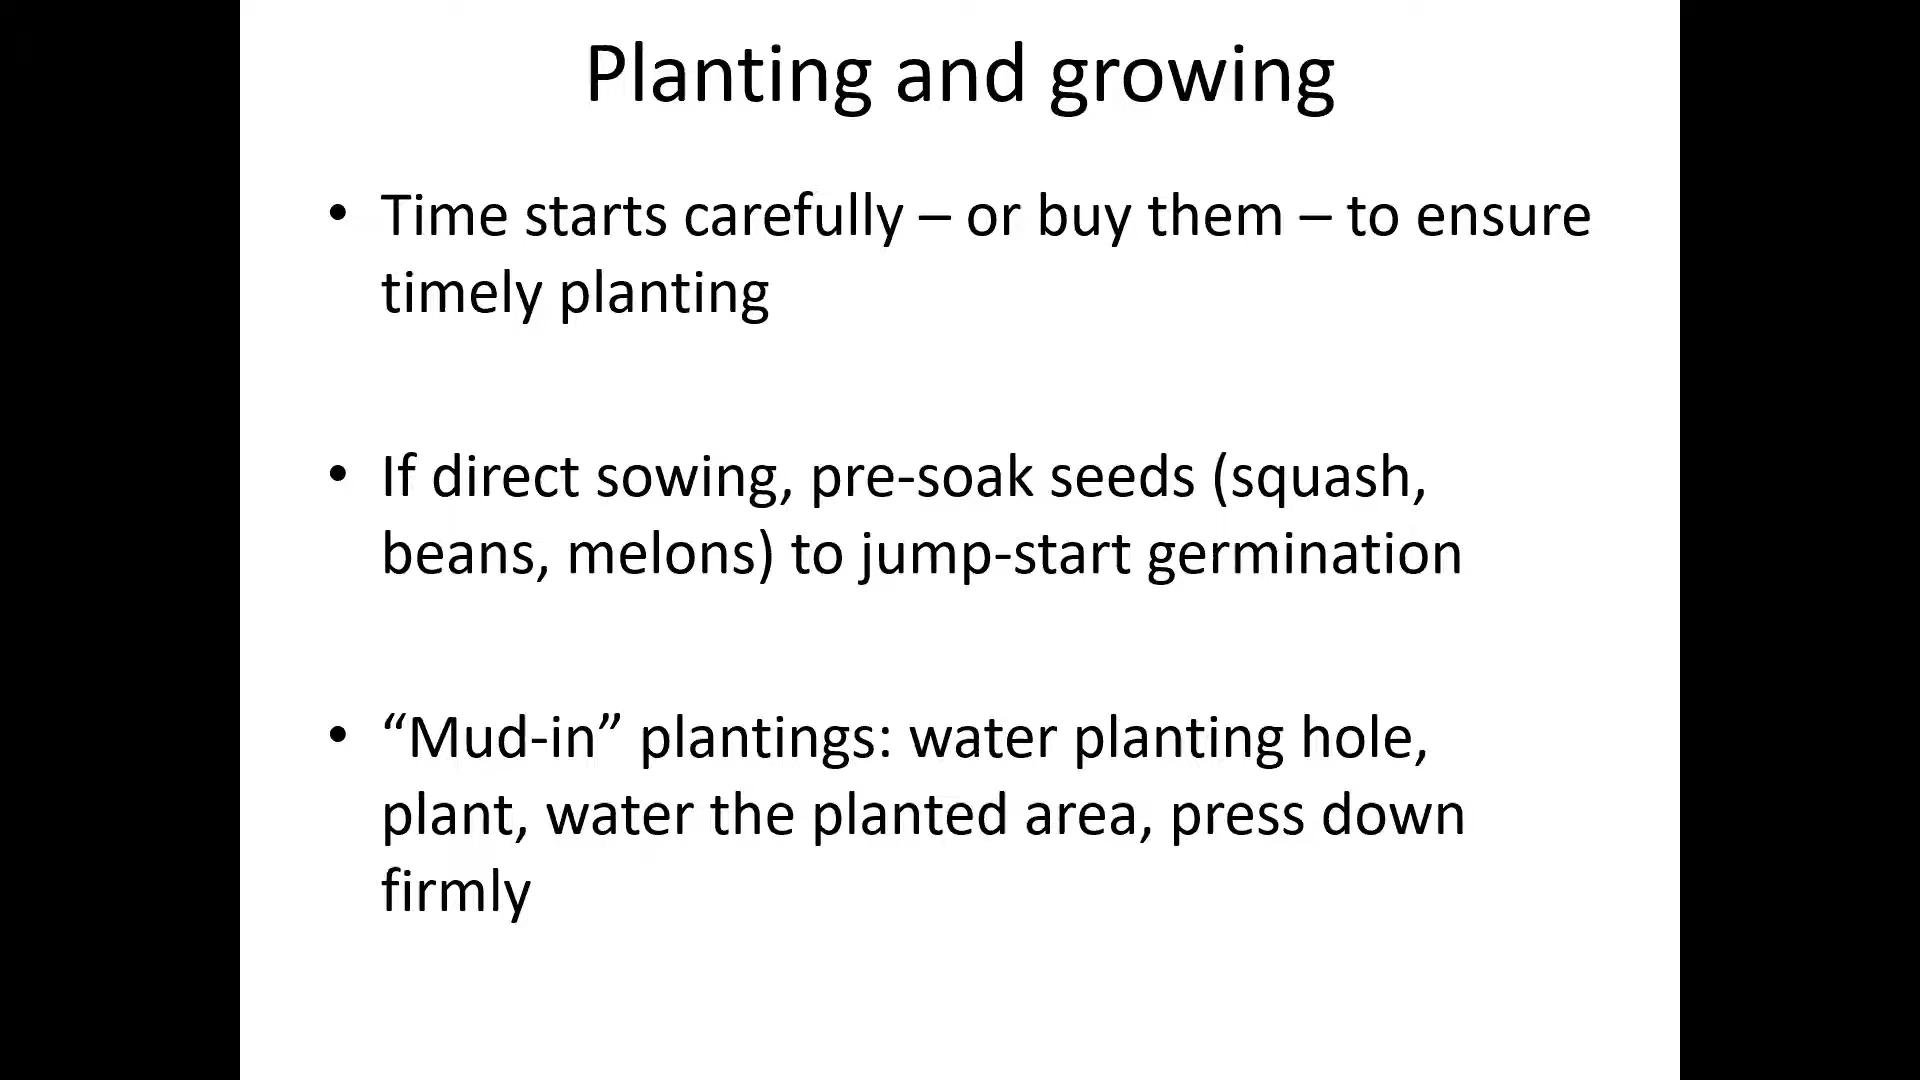 Planting and growing
• Time starts carefully – or buy them – to ensure
timely planting
• If direct sowing, pre-soak seeds (squash,
beans, melons) to jump-start germination
• “Mud-in” plantings: water planting hole,
plant, water the planted area, press down
firmly